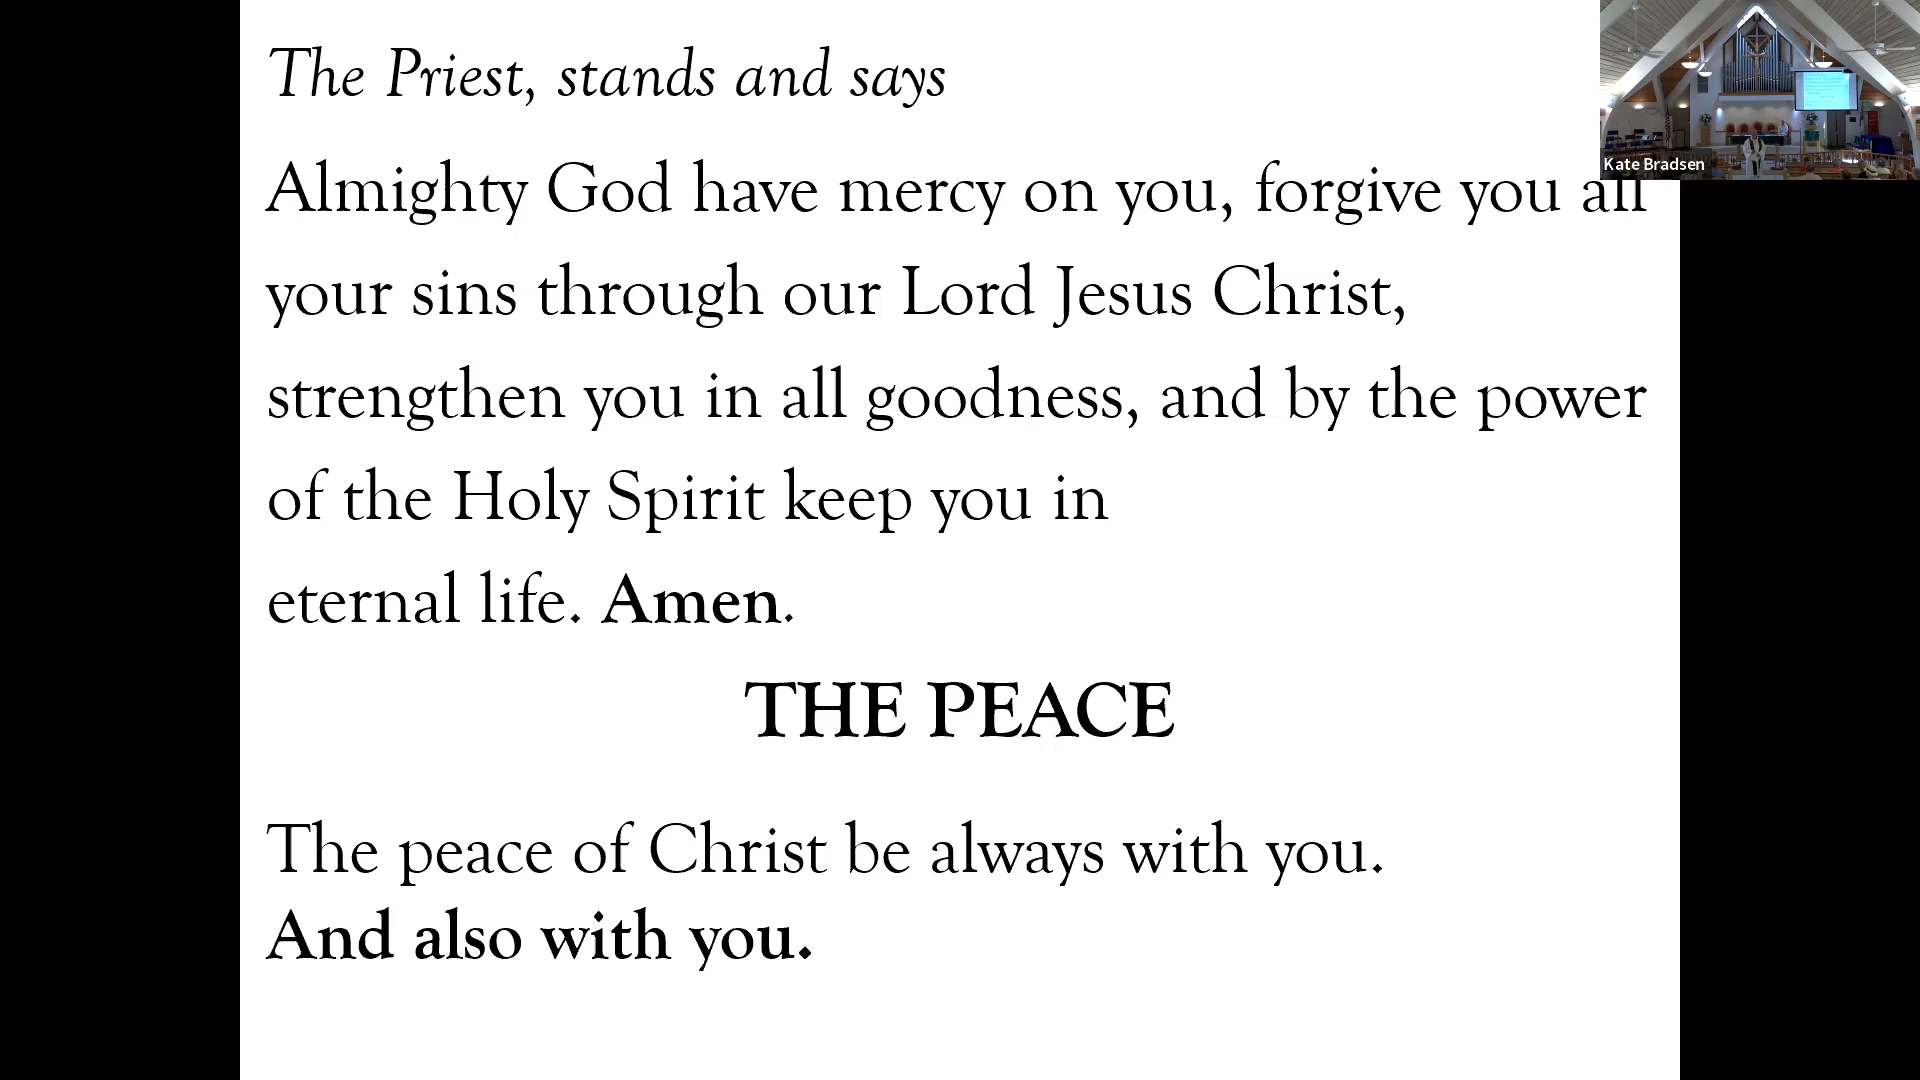 The Priest, stands and says
Kate Bradsen
Almighty God have mercy on you, forgive you all
your sins through our Lord Jesus Christ,
strengthen you in all goodness, and by the power
of the Holy Spirit keep you in
eternal life. Amen.
THE PEACE
The peace of Christ be always with you.
And also with you.